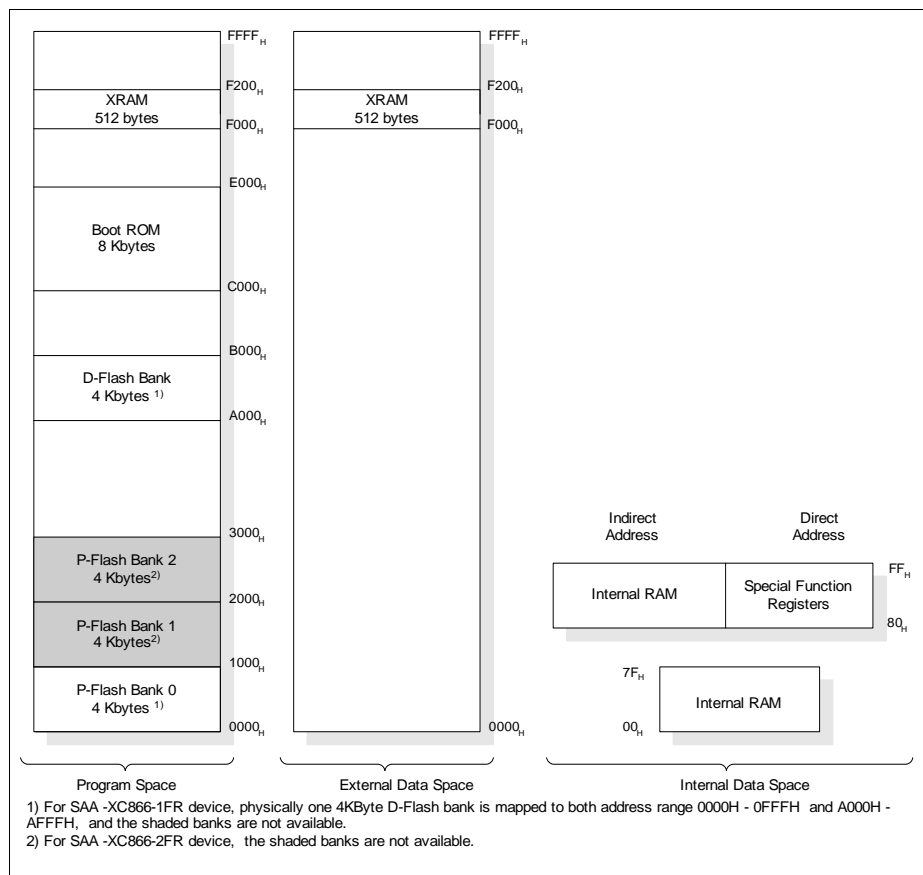 FFFFH
F200H
XRAM
512 bytes
F000H
E000H
Boot ROM
8 Kbytes
C000H
B000H
D-Flash Bank
4 Kbytes 1)
A000H
3000H
P-Flash Bank 2
4 Kbytes2)
2000H
P-Flash Bank 1
4 Kbytes2)
1000H
P-Flash Bank 0
4 Kbytes 1)
0000H
Program Space
FFFFH
F200H
XRAM
512 bytes
F000H
0000H
External Data Space
Indirect
Address
Direct
Address
FFH
Internal RAM
Special Function
Registers
80H
7FH
Internal RAM
00H
Internal Data Space
1) For SAA -XC866-1FR device, physically one 4KByte D-Flash bank is mapped to both address range 0000H - 0FFFH and A000H -
AFFFH, and the shaded banks are not available.
2) For SAA -XC866-2FR device, the shaded banks are not available.